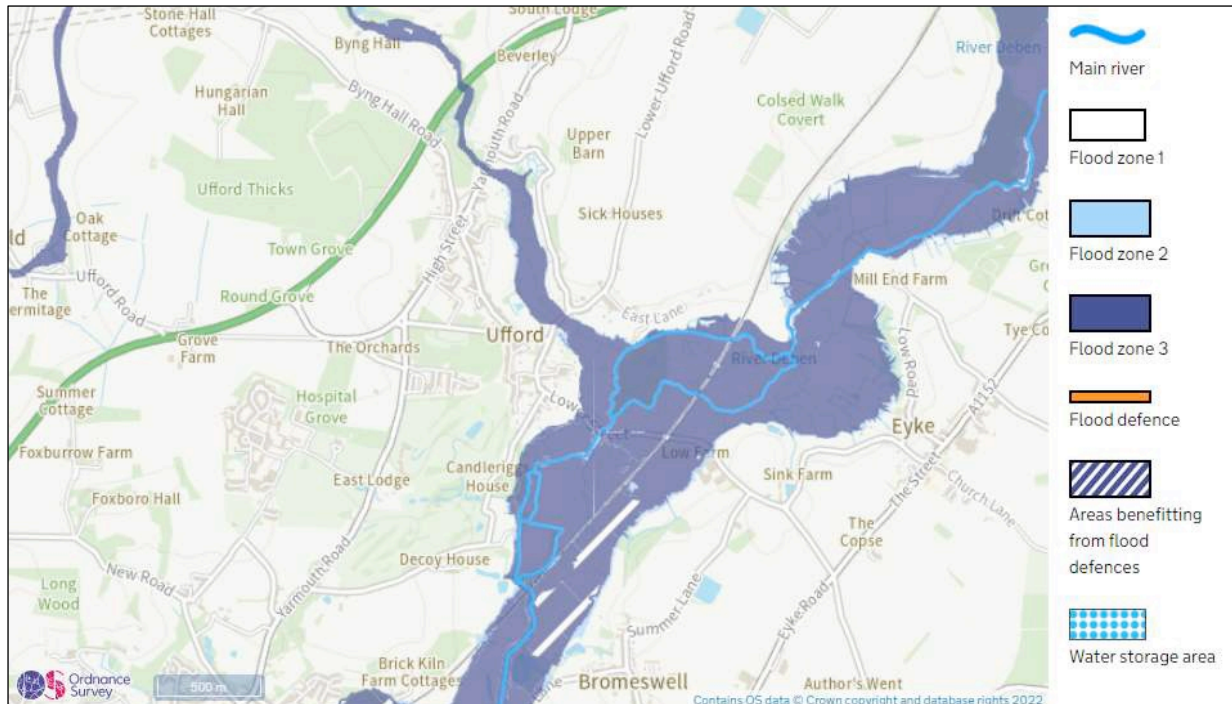 Stone Hall
Cottages
Byng Hall
South Lodge
Beverley
River Deben
Hungarian
Hall
Byng Hall Road
Yarmouth Road
Lower Ufford Road
Colsed Walk
Covert
Upper
Barn
Ufford Thicks
Sick Houses
Oak
Cottage
ld
Town Grove
High Street
Ufford Road
The
ermitage
Round Grove
East Lane
Mill End Farm
Grove
Farm
The Orchards
Ufford
River Deben
Low Road
Tye Co
Summer
Cottage
Hospital
Grove
A1152
Eyke
Foxburrow Farm
Low Farm
Sink Farm
The Street
Church Lane
Candlerigg
House
East Lodge
Foxboro Hall
The
Copse
Decoy House
New Road
Long
Wood
Yarmouth Road
Summer Lane
Eyke Road
Brick Kiln
Farm Cottages
Bromeswell
Author's Went
Ordnance
Survey
500 m
Contains OS data © Crown copyright and database rights 2022
Main river
Flood zone 1
Flood zone 2
Flood zone 3
Flood defence
Areas benefitting
from flood
defences
Water storage area